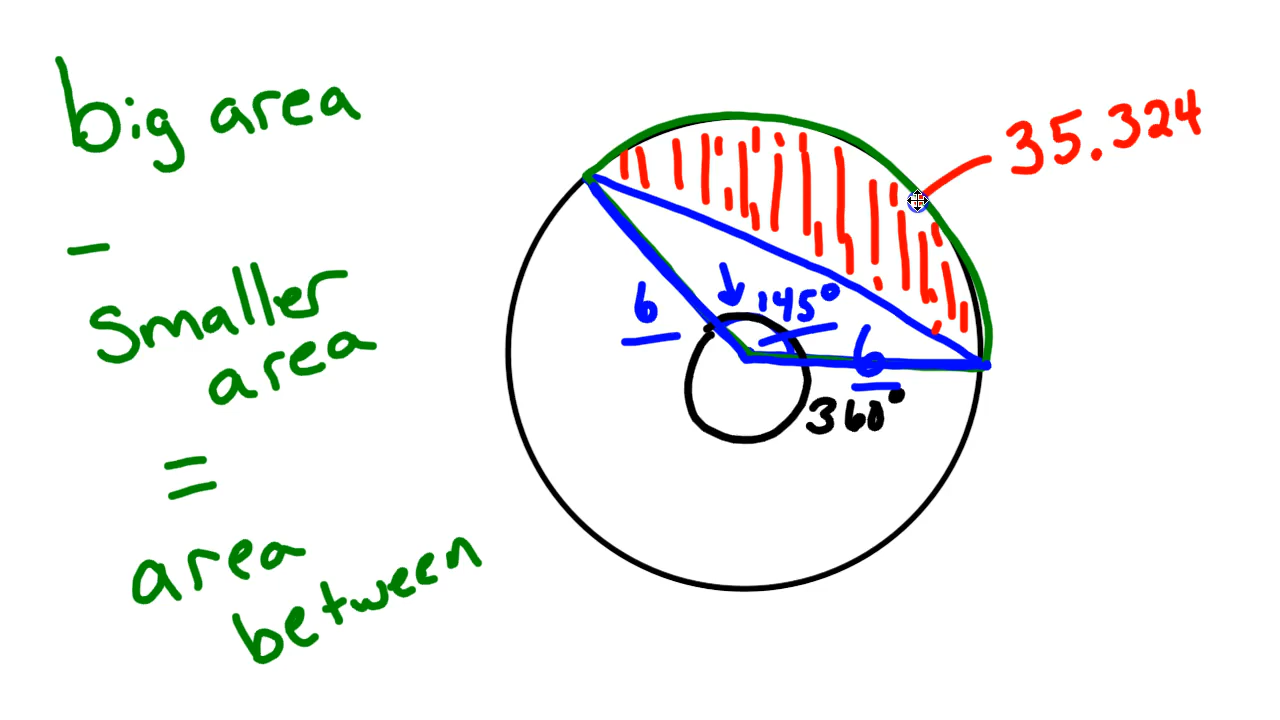 big area
-
smaller
area
=
area
between
35.324
6
145°
6
360°